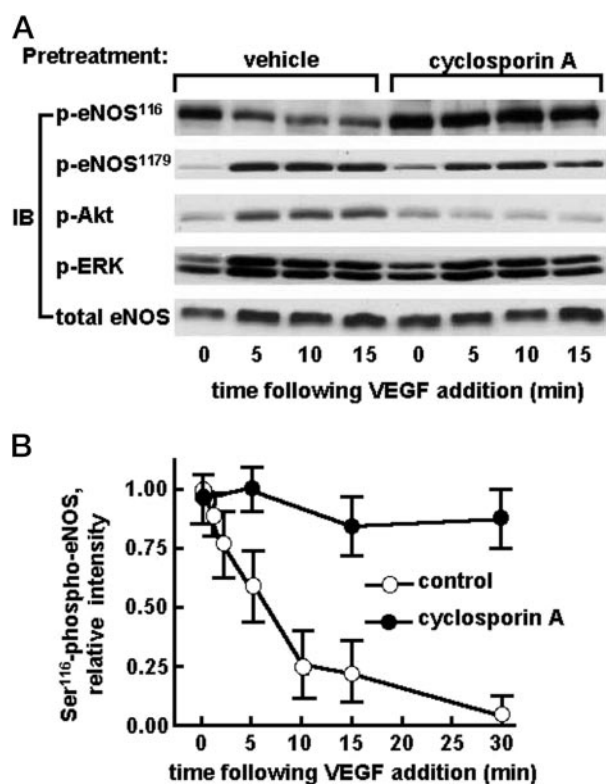 A
Pretreatment: vehicle cyclosporin A
p-eNOS¹¹⁶
p-eNOS¹¹⁷⁹
IB
p-Akt
p-ERK
total eNOS
0 5 10 15 0 5 10 15
time following VEGF addition (min)
B
1.00
0.75
0.50
0.25
0.00
Ser¹¹⁶-phospho-eNOS,
relative intensity
control
cyclosporin A
0 5 10 15 20 25 30
time following VEGF addition (min)